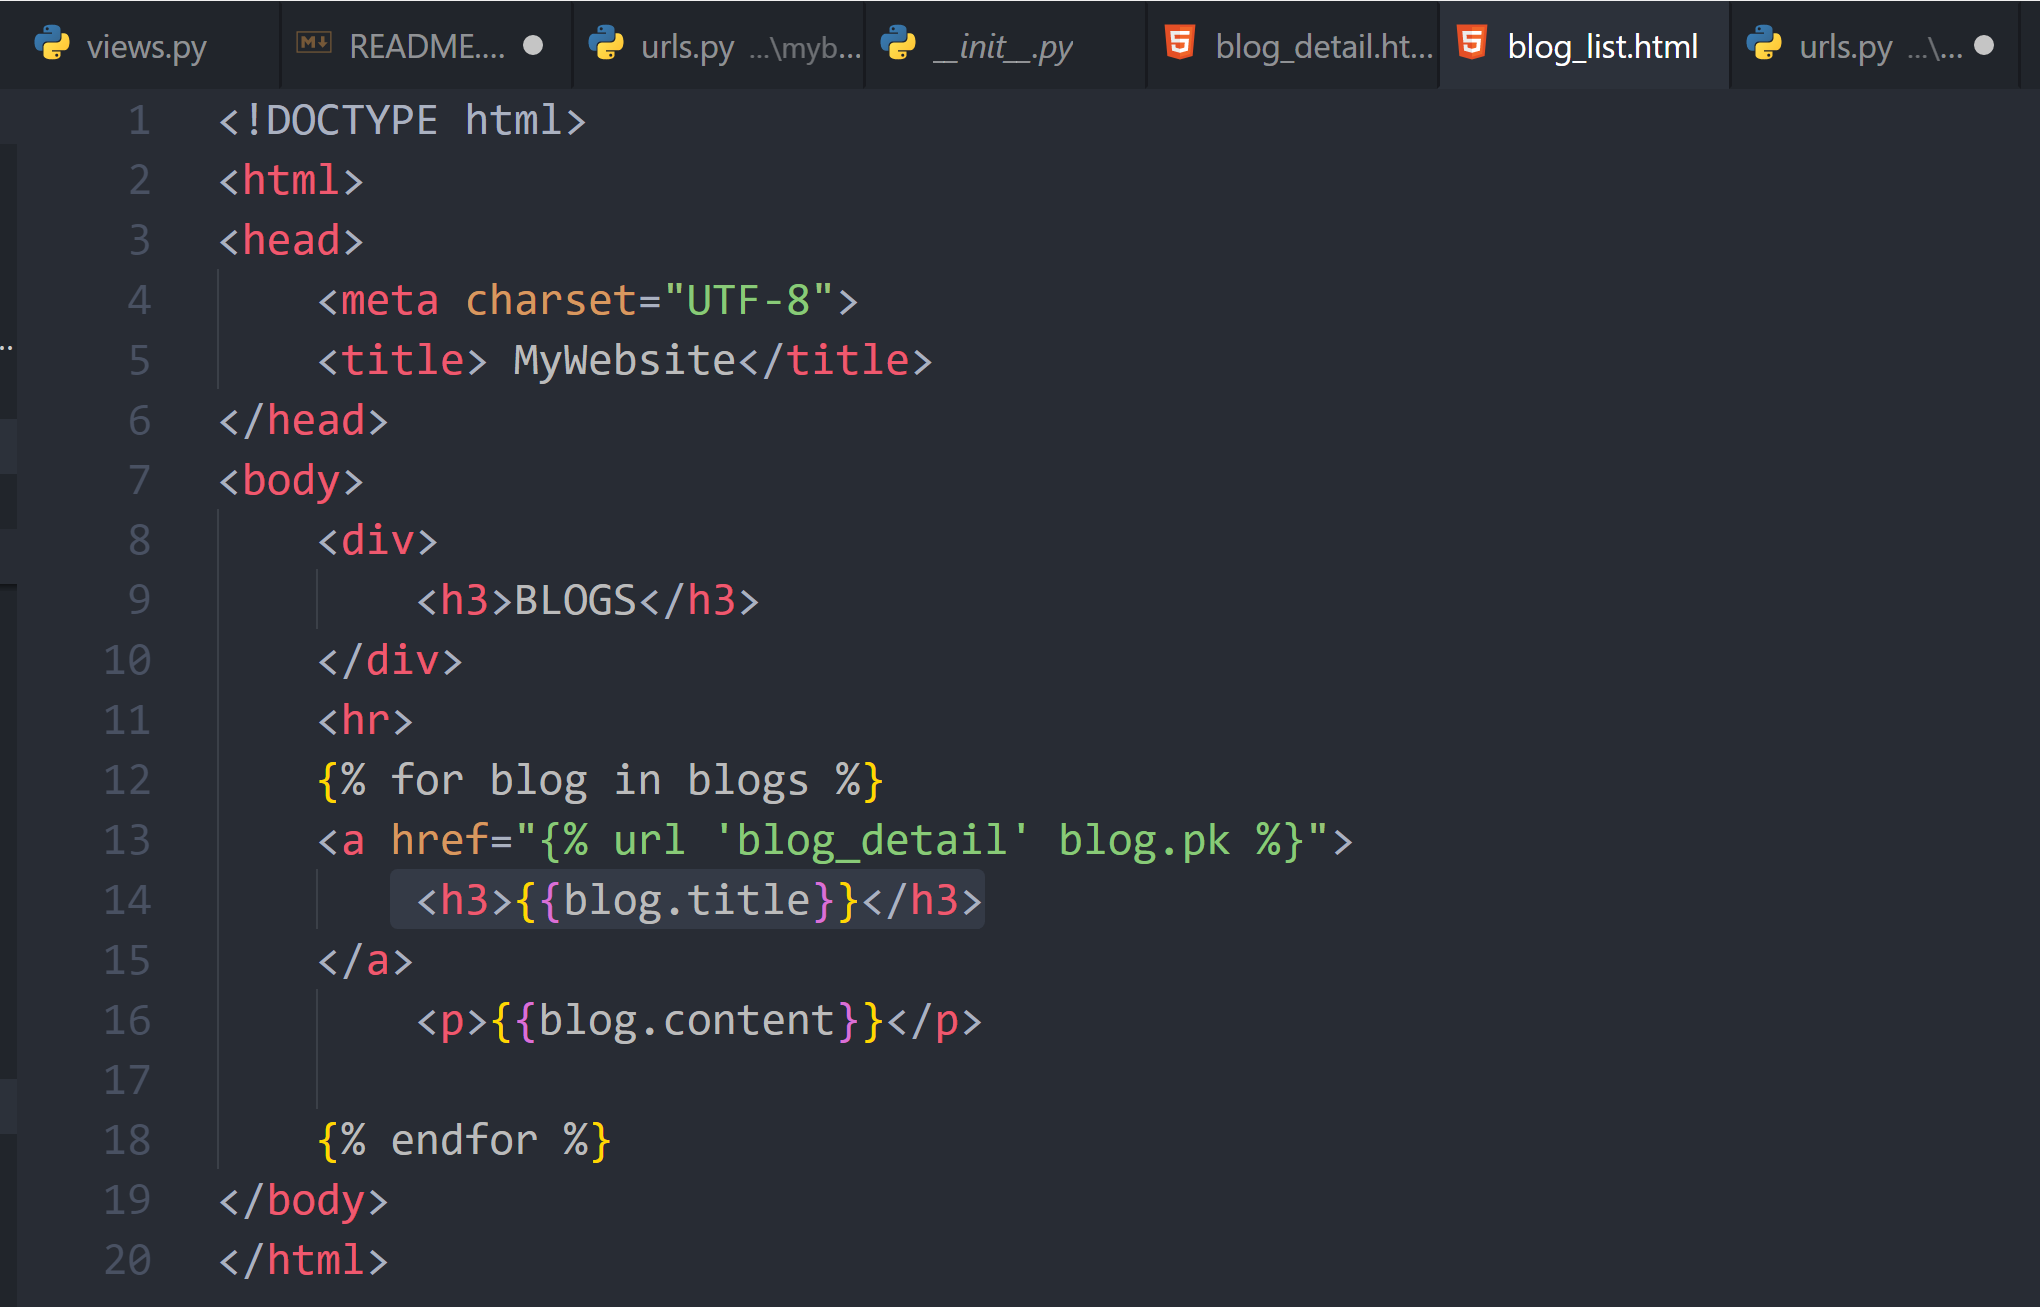 views.py README.... urls.py ...\myb... __init__.py blog_detail.ht... blog_list.html urls.py ...\...
1 <!DOCTYPE html>
2 <html>
3 <head>
4     <meta charset="UTF-8">
5     <title> MyWebsite</title>
6 </head>
7 <body>
8     <div>
9         <h3>BLOGS</h3>
10     </div>
11     <hr>
12     {% for blog in blogs %}
13     <a href="{% url 'blog_detail' blog.pk %}">
14         <h3>{{blog.title}}</h3>
15     </a>
16         <p>{{blog.content}}</p>
17
18     {% endfor %}
19 </body>
20 </html>